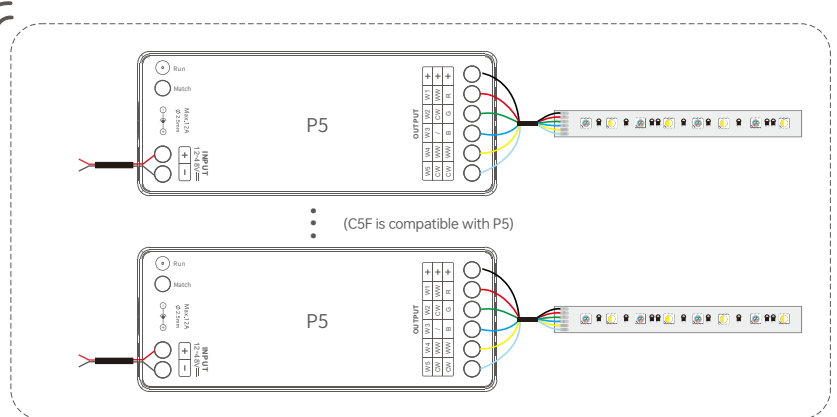 Run
Match
Max.12A
Ø 2.5mm
INPUT
12~48V
+
−
P5
OUTPUT
+ + +
W1 WW R
W2 CW G
W3 / B
W4 WW WW
W5 CW CW
(C5F is compatible with P5)
Run
Match
Max.12A
Ø 2.5mm
INPUT
12~48V
+
−
P5
OUTPUT
+ + +
W1 WW R
W2 CW G
W3 / B
W4 WW WW
W5 CW CW